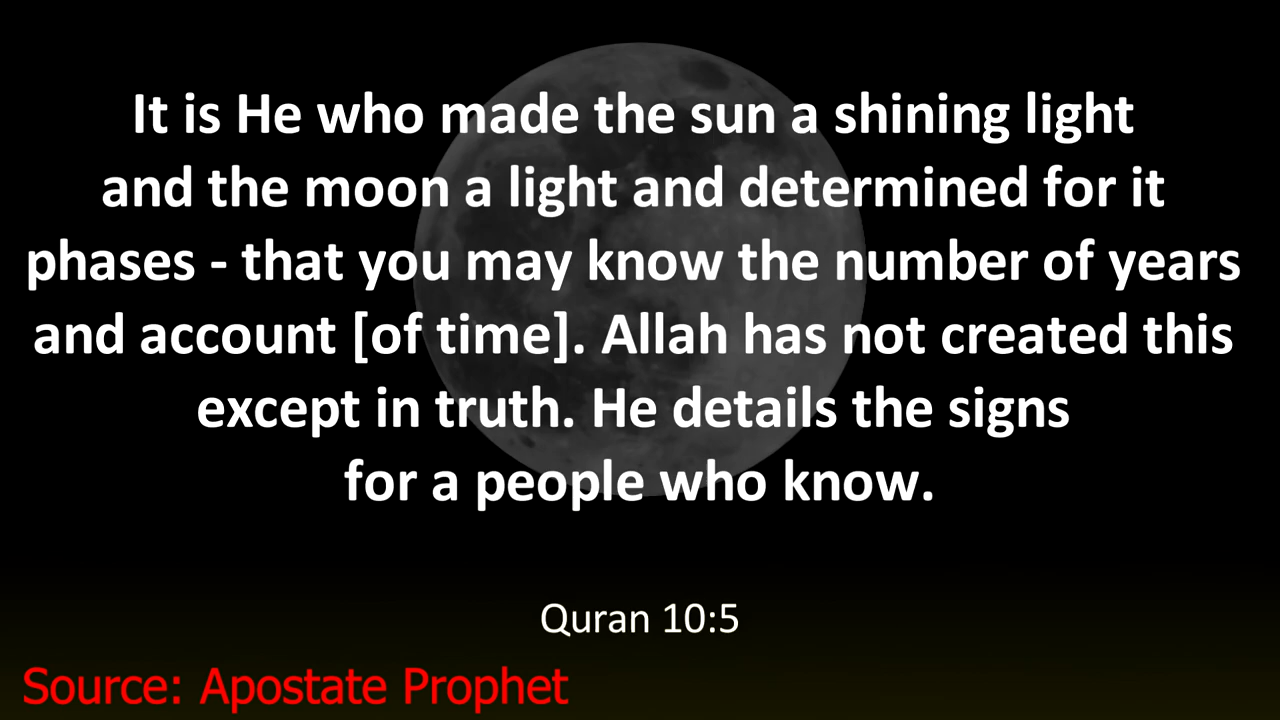 It is He who made the sun a shining light
and the moon a light and determined for it
phases - that you may know the number of years
and account [of time]. Allah has not created this
except in truth. He details the signs
for a people who know.
Quran 10:5
Source: Apostate Prophet